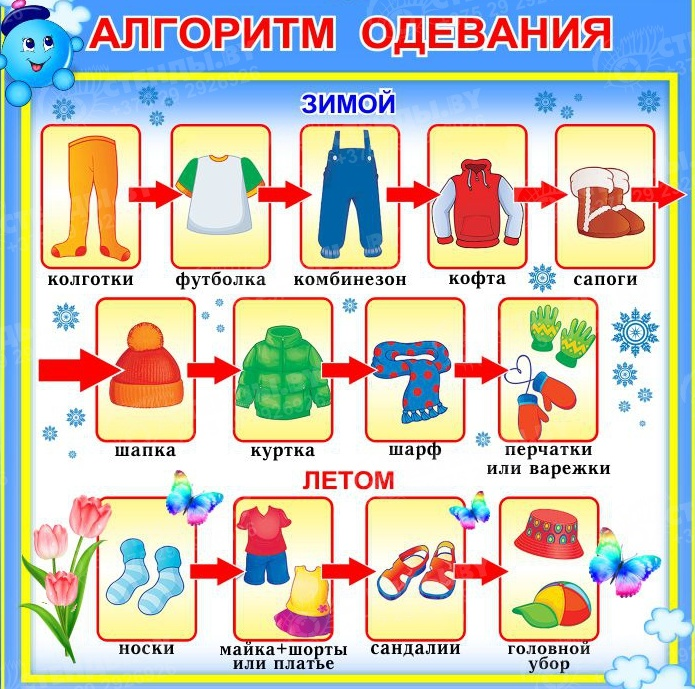 АЛГОРИТМ ОДЕВАНИЯ
ЗИМОЙ
колготки футболка комбинезон кофта сапоги
шапка куртка шарф перчатки
или варежки
ЛЕТОМ
носки майка+шорты сандалии головной
или платье убор